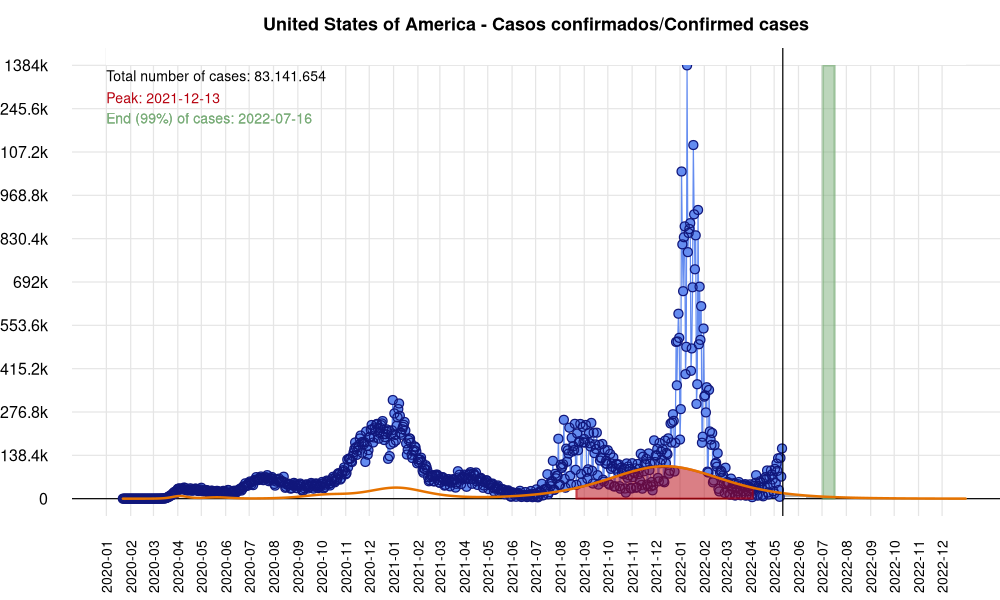 United States of America - Casos confirmados/Confirmed cases
Total number of cases: 83.141.654
Peak: 2021-12-13
End (99%) of cases: 2022-07-16
1384k
245.6k
107.2k
968.8k
830.4k
692k
553.6k
415.2k
276.8k
138.4k
0
2020-01
2020-02
2020-03
2020-04
2020-05
2020-06
2020-07
2020-08
2020-09
2020-10
2020-11
2020-12
2021-01
2021-02
2021-03
2021-04
2021-05
2021-06
2021-07
2021-08
2021-09
2021-10
2021-11
2021-12
2022-01
2022-02
2022-03
2022-04
2022-05
2022-06
2022-07
2022-08
2022-09
2022-10
2022-11
2022-12